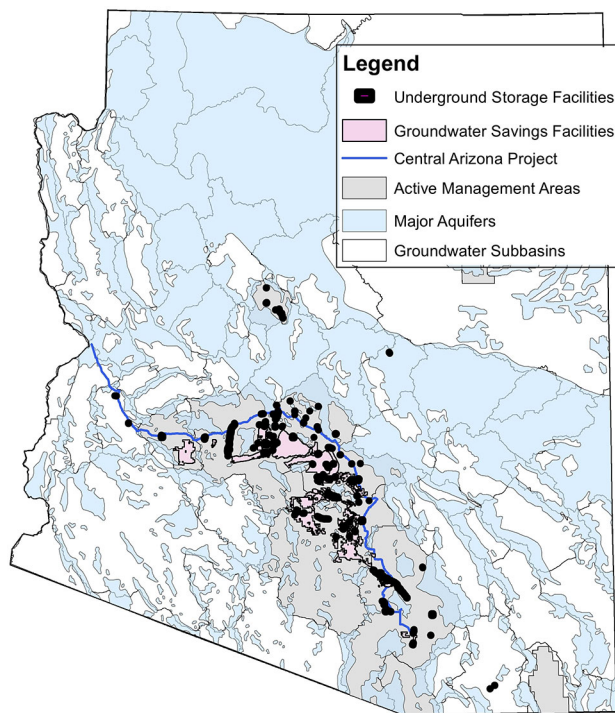 Legend
Underground Storage Facilities
Groundwater Savings Facilities
Central Arizona Project
Active Management Areas
Major Aquifers
Groundwater Subbasins